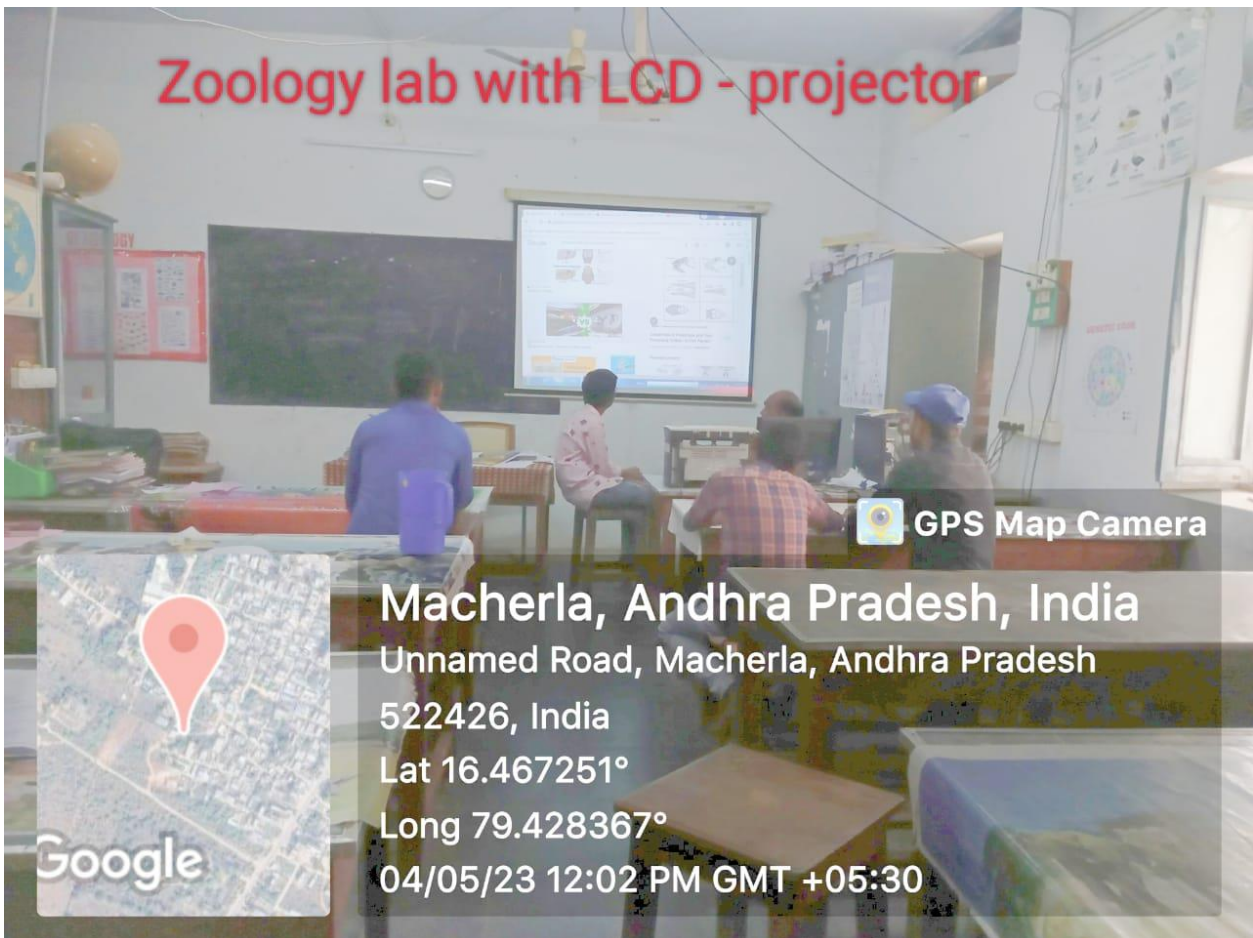 Zoology lab with LCD - projector
GPS Map Camera
Macherla, Andhra Pradesh, India
Unnamed Road, Macherla, Andhra Pradesh
522426, India
Lat 16.467251°
Long 79.428367°
04/05/23 12:02 PM GMT +05:30
Google